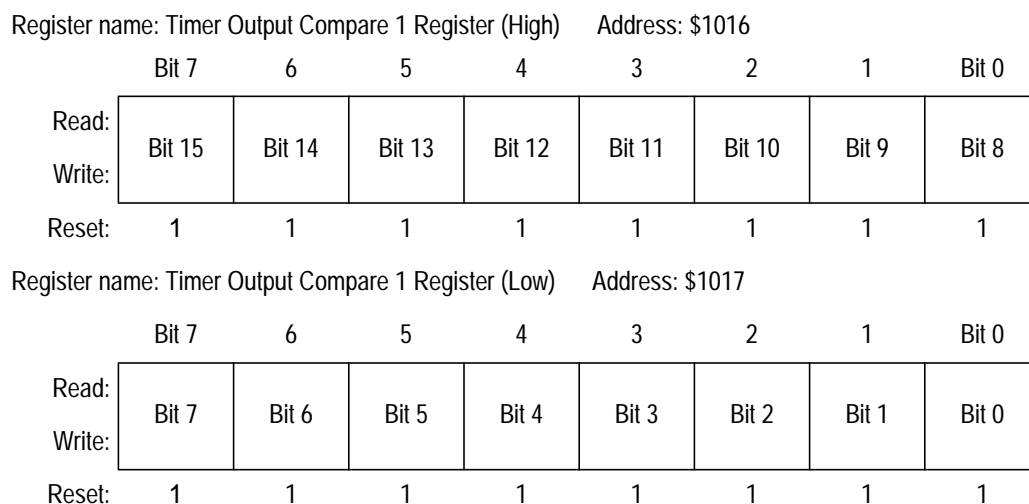 Register name: Timer Output Compare 1 Register (High) Address: $1016
Bit 7 6 5 4 3 2 1 Bit 0
Read:
Bit 15 Bit 14 Bit 13 Bit 12 Bit 11 Bit 10 Bit 9 Bit 8
Write:
Reset: 1 1 1 1 1 1 1 1
Register name: Timer Output Compare 1 Register (Low) Address: $1017
Bit 7 6 5 4 3 2 1 Bit 0
Read:
Bit 7 Bit 6 Bit 5 Bit 4 Bit 3 Bit 2 Bit 1 Bit 0
Write:
Reset: 1 1 1 1 1 1 1 1